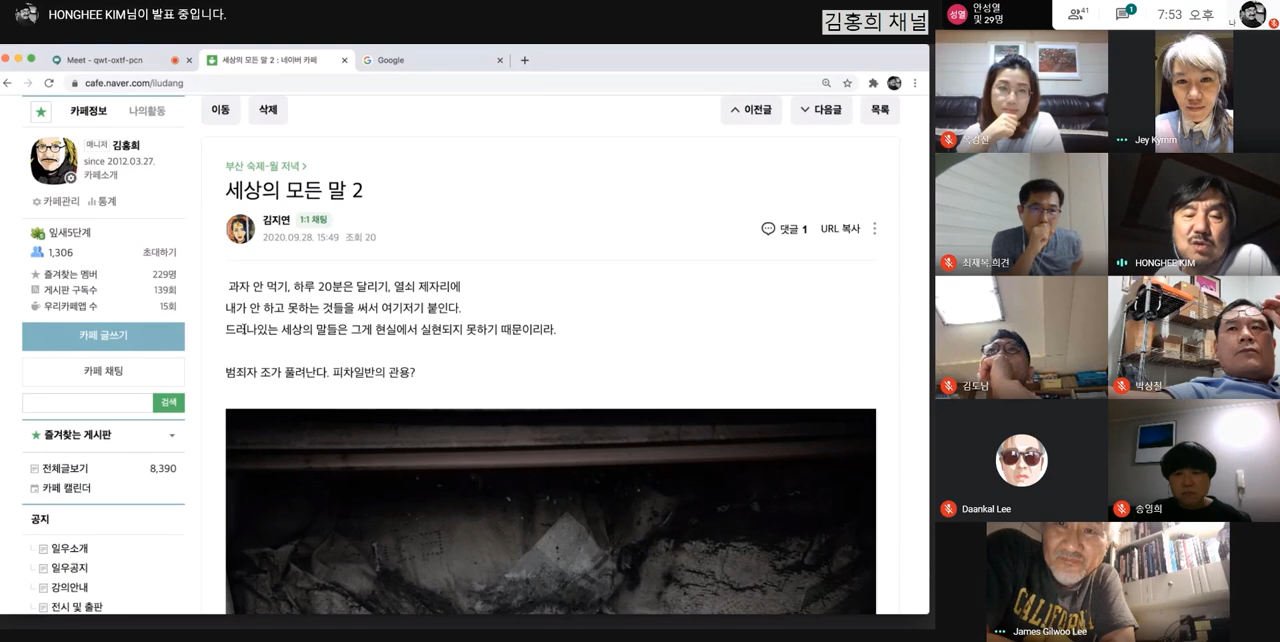 HONGHEE KIM님이 발표 중입니다.
김홍희 채널
성열
안성열
및 29명
41
1
7:53 오후
나
Meet - qwt-oxtf-pcn
세상의 모든 말 2 : 네이버 카페
Google
cafe.naver.com/iludang
카페정보
나의활동
매니저 김홍희
since 2012.03.27.
카페소개
카페관리
통계
잎새5단계
1,306
초대하기
즐겨찾는 멤버
229명
게시판 구독수
139회
우리카페앱 수
15회
카페 글쓰기
카페 채팅
검색
즐겨찾는 게시판
전체글보기
8,390
카페 캘린더
공지
일우소개
일우공지
강의안내
전시 및 출판
이동
삭제
이전글
다음글
목록
부산 숙제-월 저녁 >
세상의 모든 말 2
김지연 1:1 채팅
2020.09.28. 15:49 조회 20
댓글 1
URL 복사
과자 안 먹기, 하루 20분은 달리기, 열쇠 제자리에
내가 안 하고 못하는 것들을 써서 여기저기 붙인다.
드러나있는 세상의 말들은 그게 현실에서 실현되지 못하기 때문이리라.
범죄자 조가 풀려난다. 피차일반의 관용?
Jey Kymm
최재복.희건
HONGHEE KIM
김도남
박상철
Daankal Lee
송영희
CALIFORNIA
James Gilwoo Lee